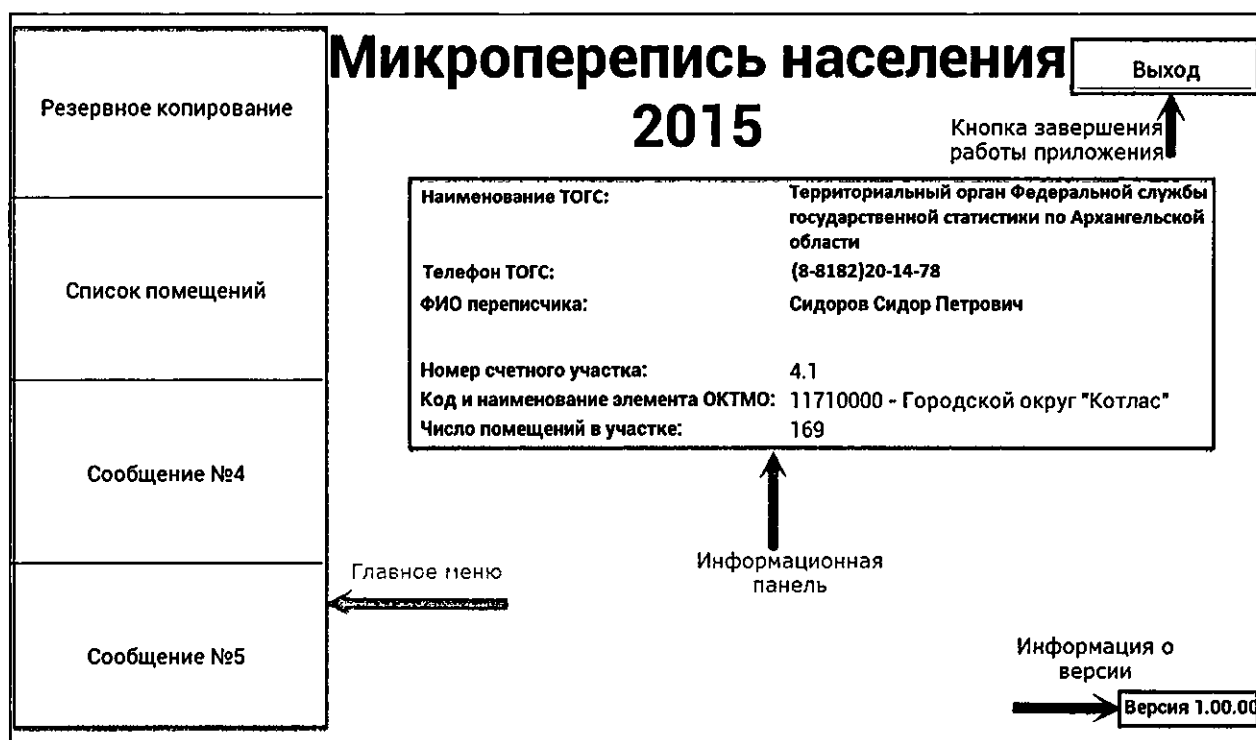 Микроперепись населения
2015
Выход
Кнопка завершения
работы приложения
Резервное копирование
Список помещений
Сообщение №4
Сообщение №5
Наименование ТОГС: Территориальный орган Федеральной службы
государственной статистики по Архангельской
области
Телефон ТОГС: (8-8182)20-14-78
ФИО переписчика: Сидоров Сидор Петрович
Номер счетного участка: 4.1
Код и наименование элемента ОКТМО: 11710000 - Городской округ "Котлас"
Число помещений в участке: 169
Главное меню
Информационная
панель
Информация о
версии
Версия 1.00.00